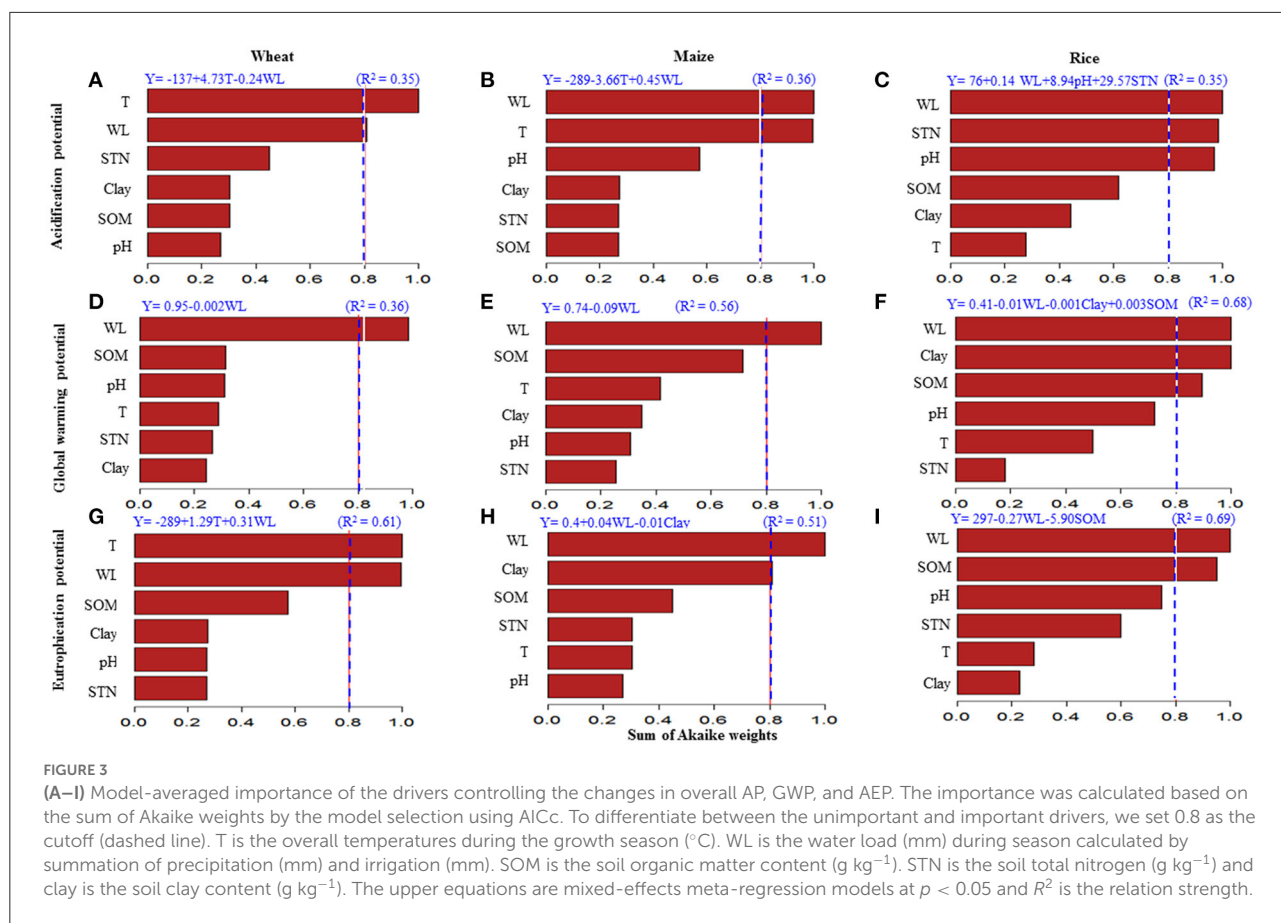 Wheat
Maize
Rice
Acidification potential
A
Y= -137+4.73T-0.24WL (R² = 0.35)
T
WL
STN
Clay
SOM
pH
0.0 0.2 0.4 0.6 0.8 1.0
B
Y= -289-3.66T+0.45WL (R² = 0.36)
WL
T
pH
Clay
STN
SOM
0.0 0.2 0.4 0.6 0.8 1.0
C
Y= 76+0.14 WL+8.94pH+29.57STN (R² = 0.35)
WL
STN
pH
SOM
Clay
T
0.0 0.2 0.4 0.6 0.8 1.0
Global warming potential
D
Y= 0.95-0.002WL (R² = 0.36)
WL
SOM
pH
T
STN
Clay
0.0 0.2 0.4 0.6 0.8 1.0
E
Y= 0.74-0.09WL (R² = 0.56)
WL
SOM
T
Clay
pH
STN
0.0 0.2 0.4 0.6 0.8 1.0
F
Y= 0.41-0.01WL-0.001Clay+0.003SOM (R² = 0.68)
WL
Clay
SOM
pH
T
STN
0.0 0.2 0.4 0.6 0.8 1.0
Eutrophication potential
G
Y= -289+1.29T+0.31WL (R² = 0.61)
T
WL
SOM
Clay
pH
STN
0.0 0.2 0.4 0.6 0.8 1.0
H
Y= 0.4+0.04WL-0.01Clay (R² = 0.51)
WL
Clay
SOM
STN
T
pH
0.0 0.2 0.4 0.6 0.8 1.0
I
Y= 297-0.27WL-5.90SOM (R² = 0.69)
WL
SOM
pH
STN
T
Clay
0.0 0.2 0.4 0.6 0.8 1.0
Sum of Akaike weights
FIGURE 3
(A–I) Model-averaged importance of the drivers controlling the changes in overall AP, GWP, and AEP. The importance was calculated based on
the sum of Akaike weights by the model selection using AICc. To differentiate between the unimportant and important drivers, we set 0.8 as the
cutoff (dashed line). T is the overall temperatures during the growth season (°C). WL is the water load (mm) during season calculated by
summation of precipitation (mm) and irrigation (mm). SOM is the soil organic matter content (g kg⁻¹). STN is the soil total nitrogen (g kg⁻¹) and
clay is the soil clay content (g kg⁻¹). The upper equations are mixed-effects meta-regression models at p < 0.05 and R² is the relation strength.